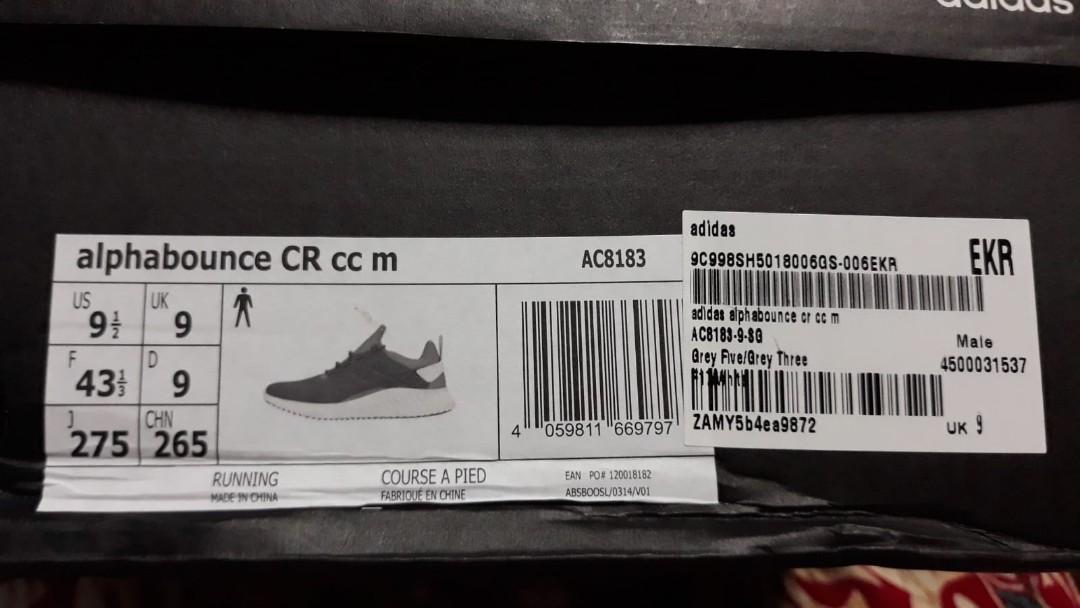 adidas
alphabounce CR cc m
AC8183
US
9½
UK
9
F
43⅓
D
9
J
275
CHN
265
4 059811 669797
RUNNING
MADE IN CHINA
COURSE A PIED
FABRIQUÉ EN CHINE
EAN PO# 120018182
ABSBOOSL/0314/V01
adidas
EKR
9C998SH5018006GS-006EKR
adidas alphabounce cr cc m
AC8183-9-SG
Male
Grey Five/Grey Three
4500031537
ZAMY5b4ea9872
UK 9